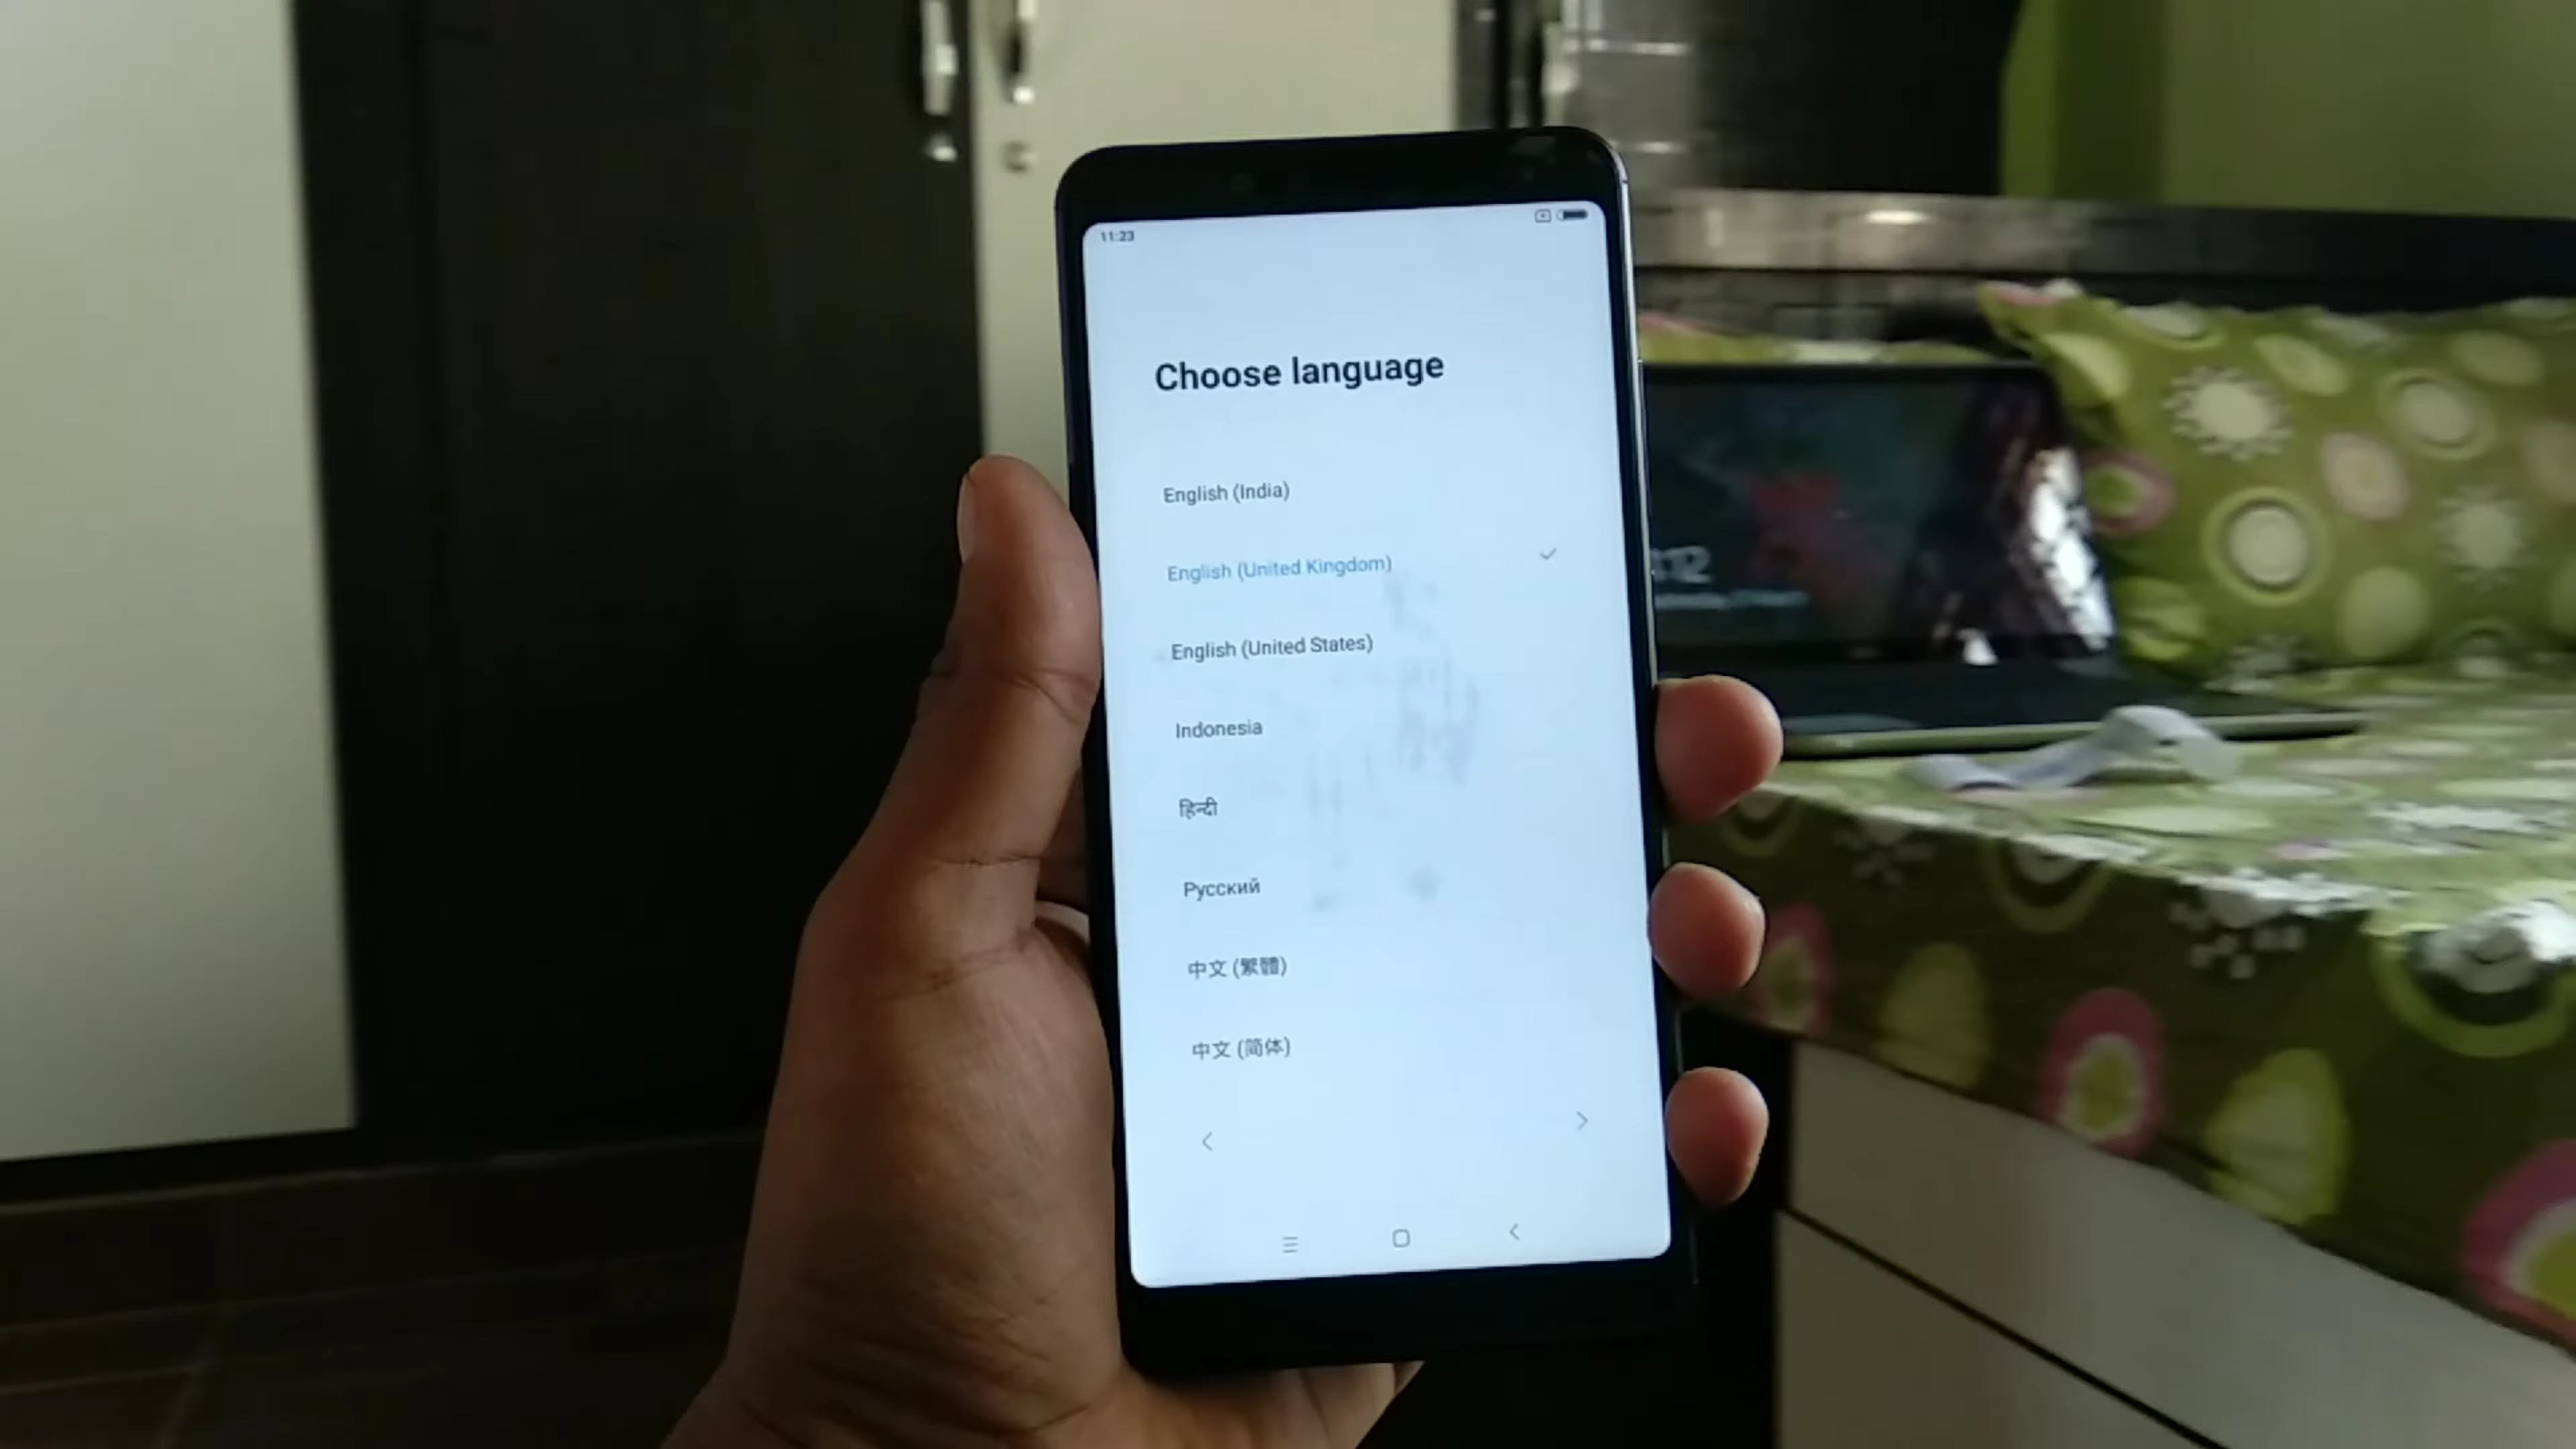 11:23
Choose language
English (India)
English (United Kingdom)
English (United States)
Indonesia
हिन्दी
Русский
中文 (繁體)
中文 (简体)